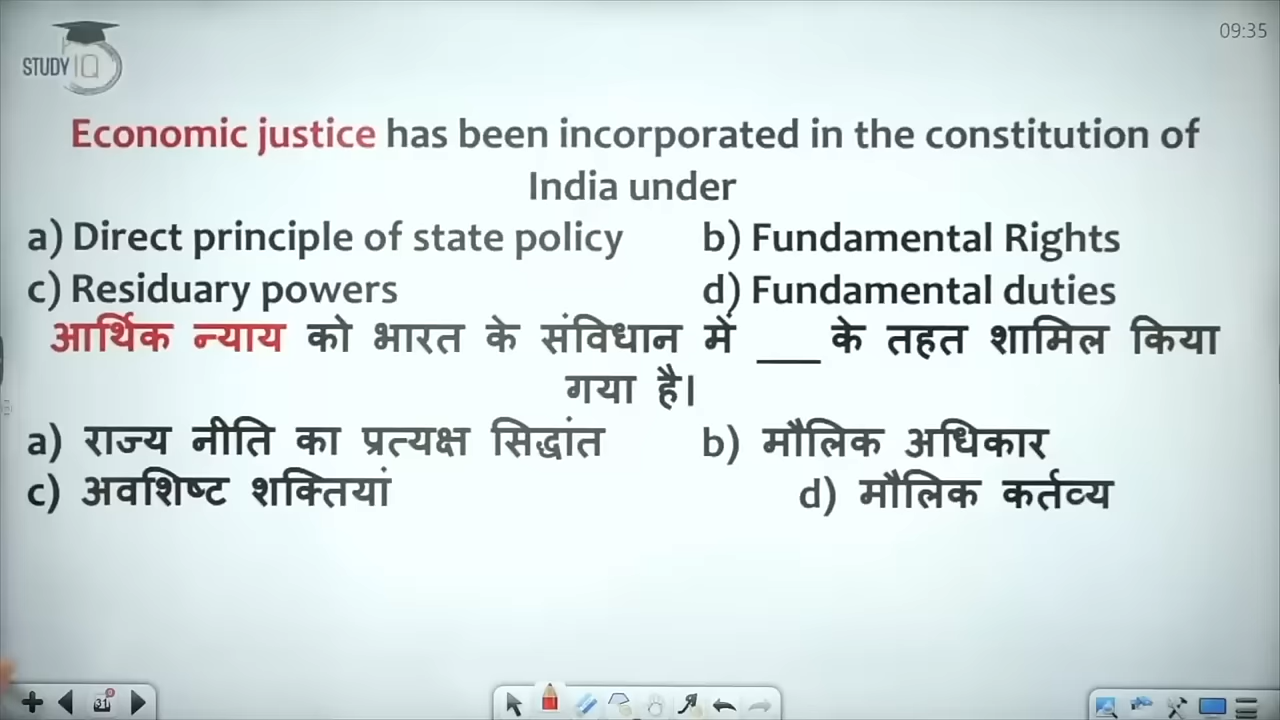 STUDY IQ
09:35
Economic justice has been incorporated in the constitution of
India under
a) Direct principle of state policy b) Fundamental Rights
c) Residuary powers d) Fundamental duties
आर्थिक न्याय को भारत के संविधान में ___ के तहत शामिल किया
गया है।
a) राज्य नीति का प्रत्यक्ष सिद्धांत b) मौलिक अधिकार
c) अवशिष्ट शक्तियां d) मौलिक कर्तव्य
31